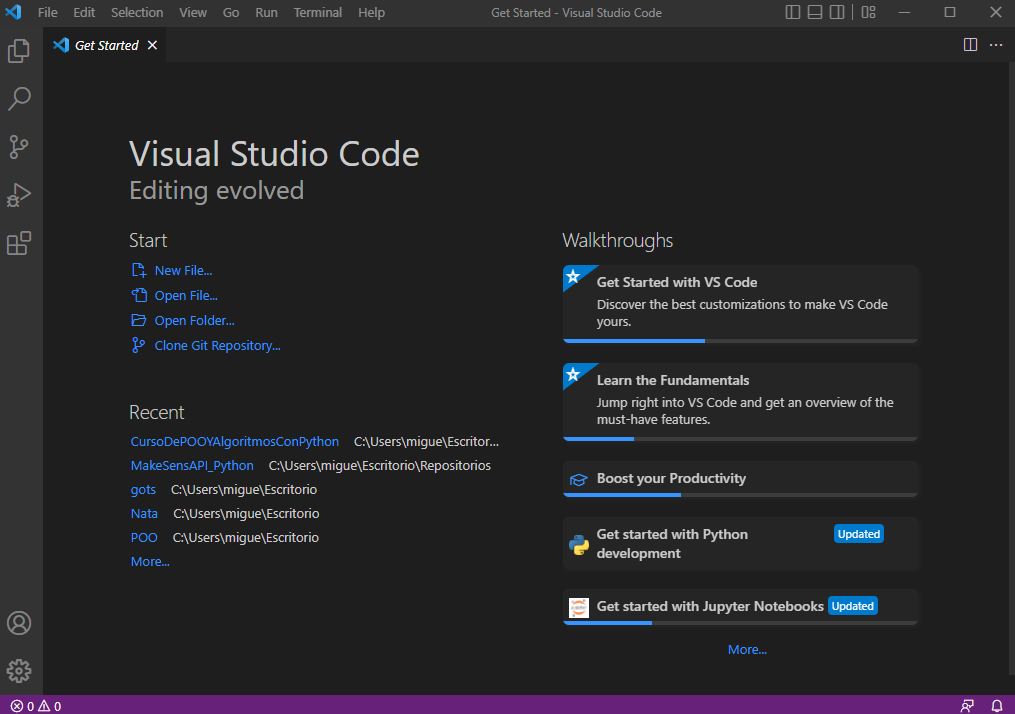 File Edit Selection View Go Run Terminal Help Get Started - Visual Studio Code
Get Started
Visual Studio Code
Editing evolved
Start
New File...
Open File...
Open Folder...
Clone Git Repository...
Recent
CursoDePOOYAlgoritmosConPython C:\Users\migue\Escritor...
MakeSensAPI_Python C:\Users\migue\Escritorio\Repositorios
gots C:\Users\migue\Escritorio
Nata C:\Users\migue\Escritorio
POO C:\Users\migue\Escritorio
More...
Walkthroughs
Get Started with VS Code
Discover the best customizations to make VS Code
yours.
Learn the Fundamentals
Jump right into VS Code and get an overview of the
must-have features.
Boost your Productivity
Get started with Python Updated
development
Get started with Jupyter Notebooks Updated
More...
0 0